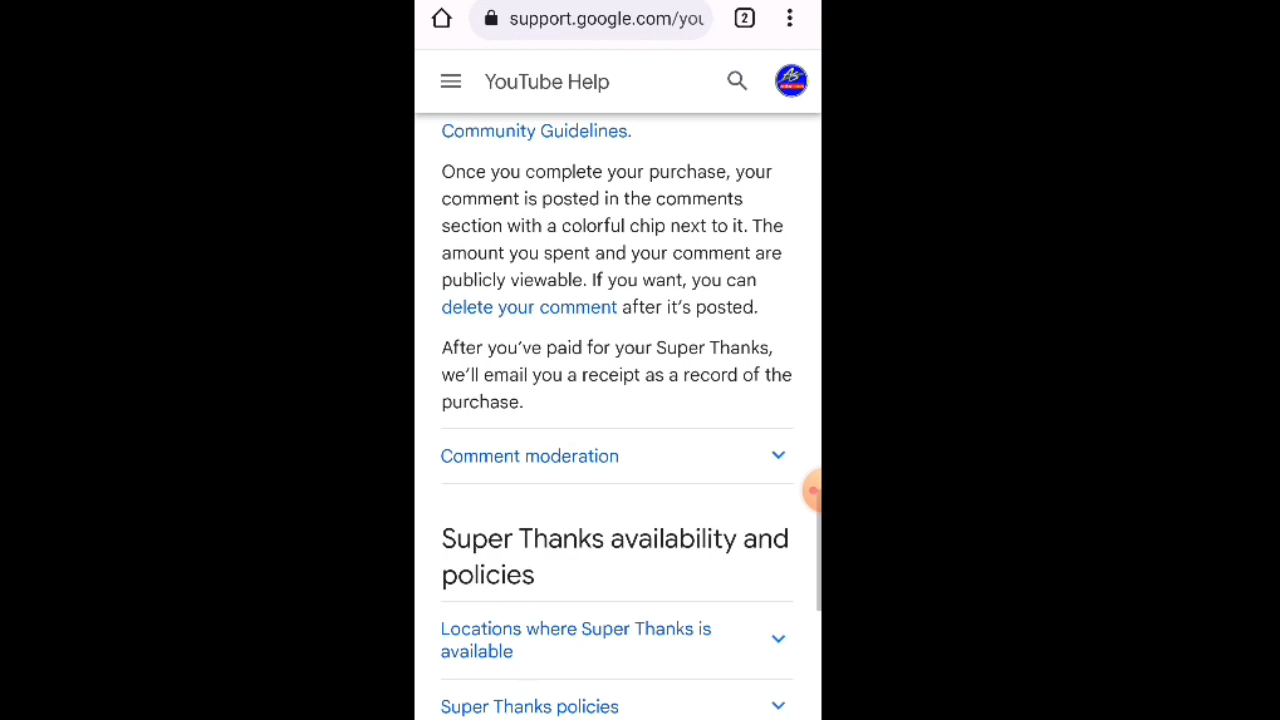 support.google.com/you
2
YouTube Help
Community Guidelines.
Once you complete your purchase, your
comment is posted in the comments
section with a colorful chip next to it. The
amount you spent and your comment are
publicly viewable. If you want, you can
delete your comment after it's posted.
After you've paid for your Super Thanks,
we'll email you a receipt as a record of the
purchase.
Comment moderation
Super Thanks availability and
policies
Locations where Super Thanks is
available
Super Thanks policies